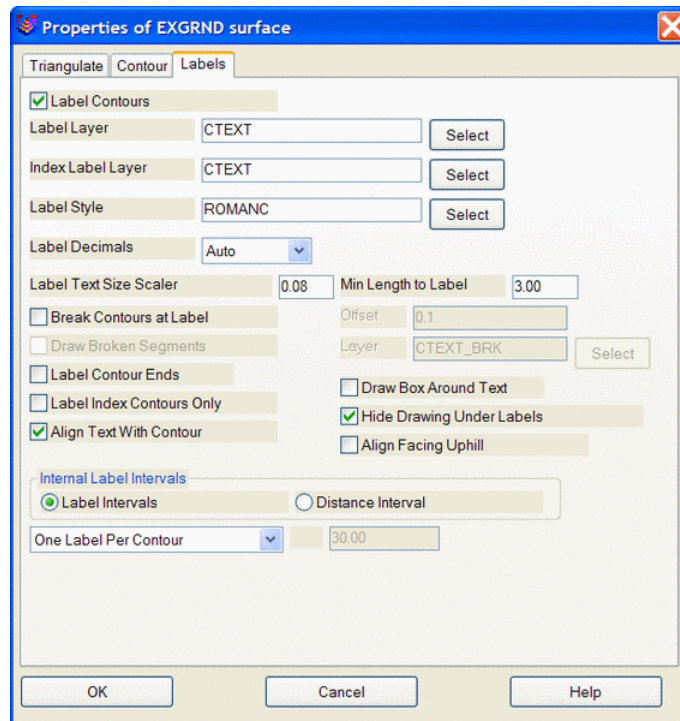 Properties of EXGRND surface
Triangulate Contour Labels
Label Contours
Label Layer CTEXT Select
Index Label Layer CTEXT Select
Label Style ROMANC Select
Label Decimals Auto
Label Text Size Scaler 0.08 Min Length to Label 3.00
Break Contours at Label Offset 0.1
Draw Broken Segments Layer CTEXT_BRK Select
Label Contour Ends Draw Box Around Text
Label Index Contours Only Hide Drawing Under Labels
Align Text With Contour Align Facing Uphill
Internal Label Intervals
Label Intervals Distance Interval
One Label Per Contour 30.00
OK Cancel Help